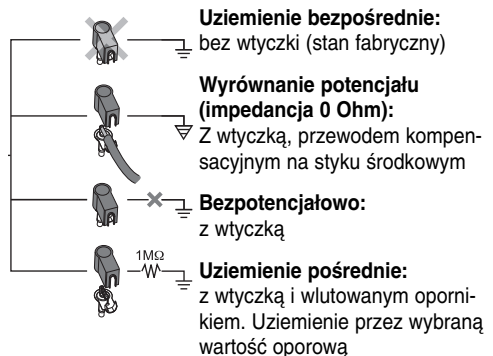 Uziemienie bezpośrednie:
bez wtyczki (stan fabryczny)
Wyrównanie potencjału
(impedancja 0 Ohm):
Z wtyczką, przewodem kompen-
sacyjnym na styku środkowym
Bezpotencjałowo:
z wtyczką
1MΩ
Uziemienie pośrednie:
z wtyczką i wlutowanym oporni-
kiem. Uziemienie przez wybraną
wartość oporową